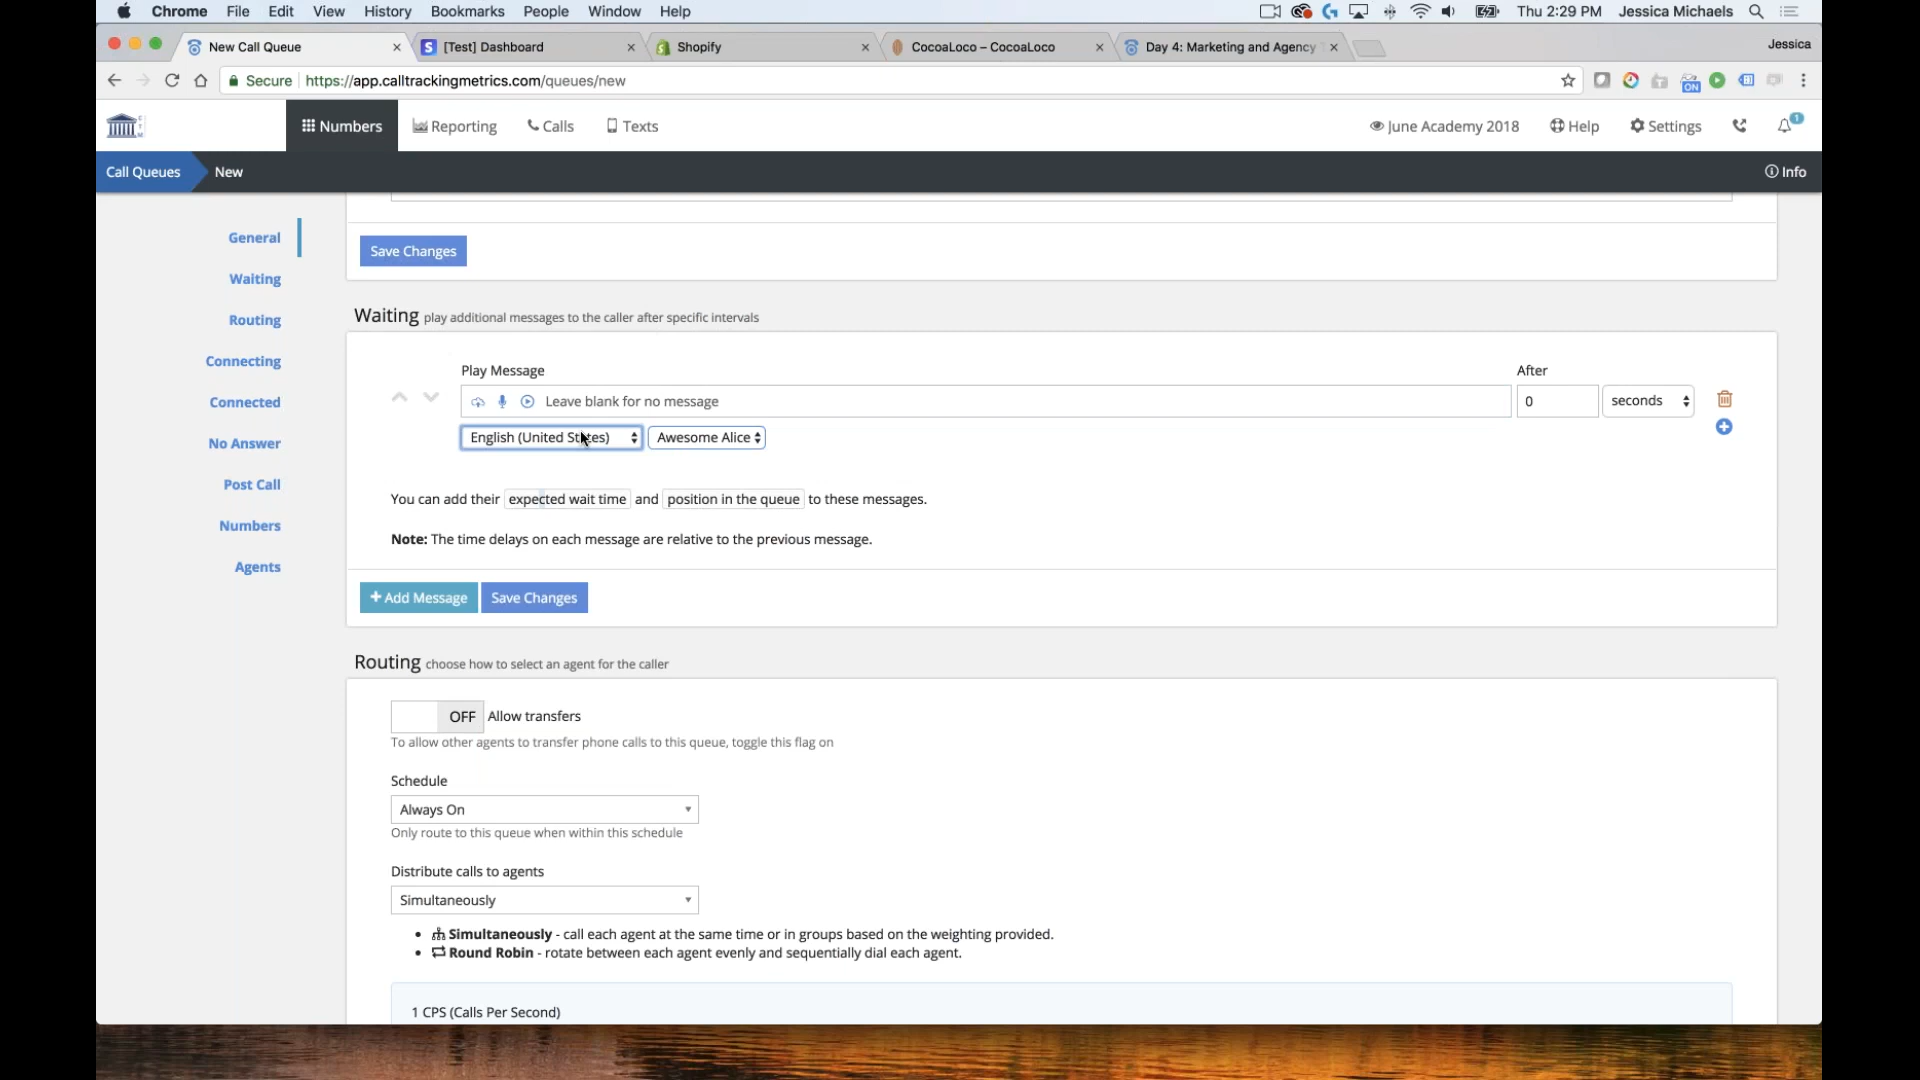 Chrome File Edit View History Bookmarks People Window Help Thu 2:29 PM Jessica Michaels
New Call Queue [Test] Dashboard Shopify CocoaLoco – CocoaLoco Day 4: Marketing and Agency Jessica
Secure https://app.calltrackingmetrics.com/queues/new ON
Numbers Reporting Calls Texts June Academy 2018 Help Settings 1
Call Queues New Info
General
Waiting
Routing
Connecting
Connected
No Answer
Post Call
Numbers
Agents
Save Changes
Waiting play additional messages to the caller after specific intervals
Play Message After
Leave blank for no message 0 seconds
English (United States) Awesome Alice
You can add their expected wait time and position in the queue to these messages.
Note: The time delays on each message are relative to the previous message.
+ Add Message Save Changes
Routing choose how to select an agent for the caller
OFF Allow transfers
To allow other agents to transfer phone calls to this queue, toggle this flag on
Schedule
Always On
Only route to this queue when within this schedule
Distribute calls to agents
Simultaneously
• Simultaneously - call each agent at the same time or in groups based on the weighting provided.
• Round Robin - rotate between each agent evenly and sequentially dial each agent.
1 CPS (Calls Per Second)